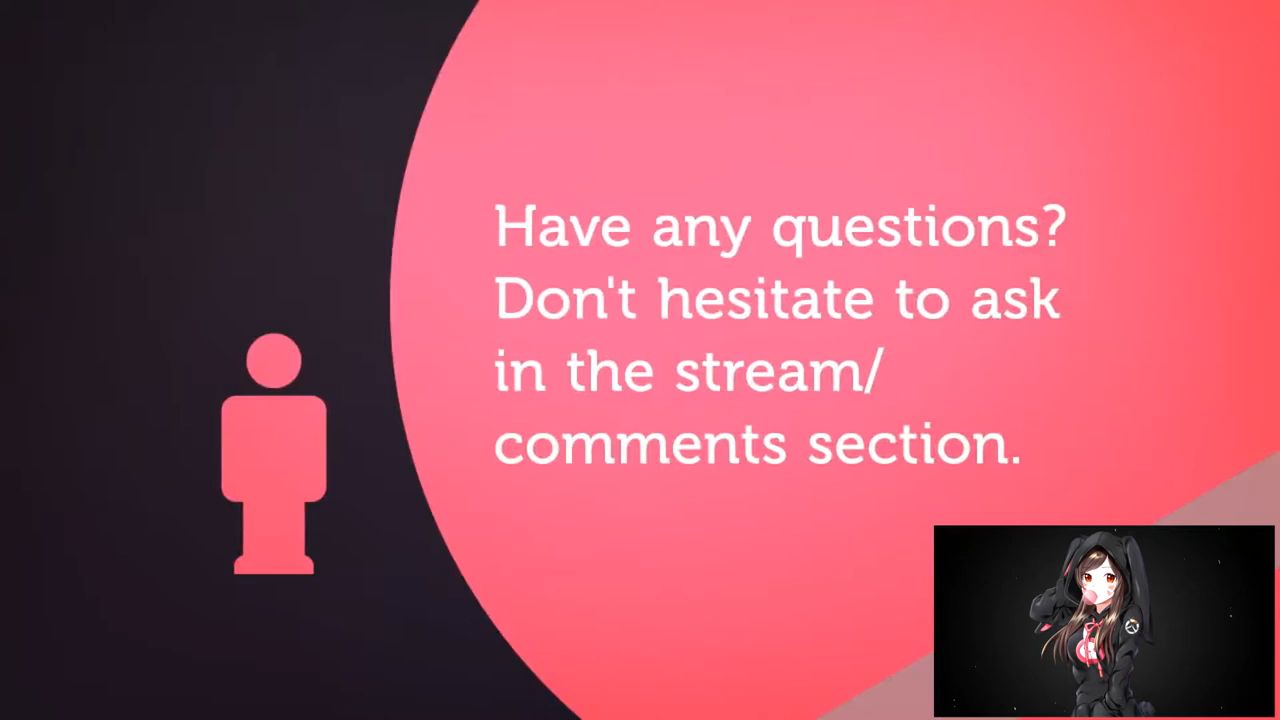 Have any questions?
Don't hesitate to ask
in the stream/
comments section.